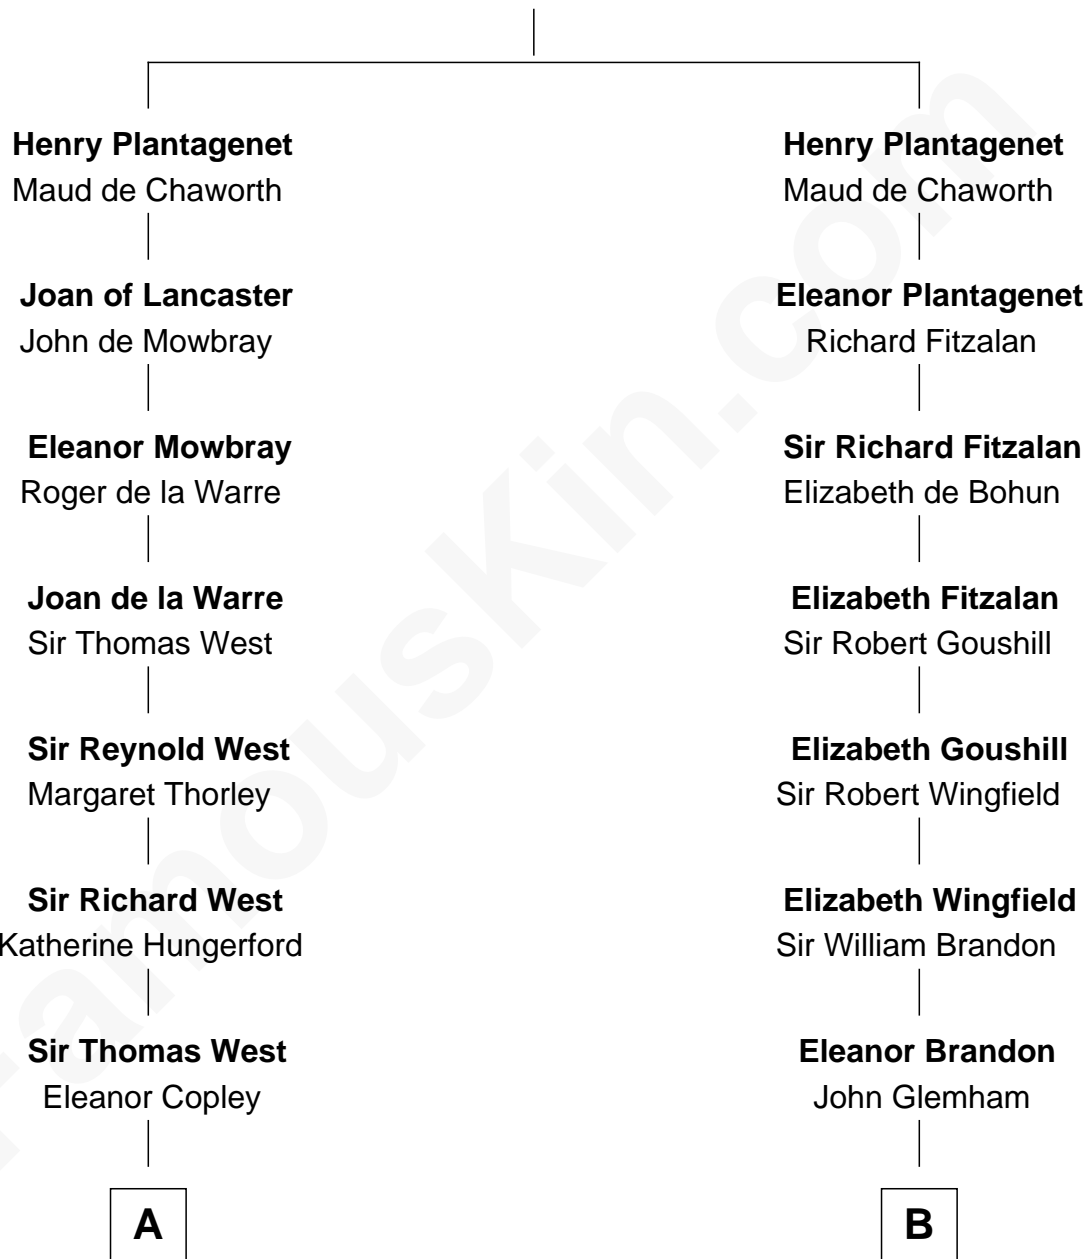 Henry Plantagenet
Maud de Chaworth
Joan of Lancaster
John de Mowbray
Eleanor Mowbray
Roger de la Warre
Joan de la Warre
Sir Thomas West
Sir Reynold West
Margaret Thorley
Sir Richard West
Katherine Hungerford
Sir Thomas West
Eleanor Copley
A
Henry Plantagenet
Maud de Chaworth
Eleanor Plantagenet
Richard Fitzalan
Sir Richard Fitzalan
Elizabeth de Bohun
Elizabeth Fitzalan
Sir Robert Goushill
Elizabeth Goushill
Sir Robert Wingfield
Elizabeth Wingfield
Sir William Brandon
Eleanor Brandon
John Glemham
B
FamousKin.com